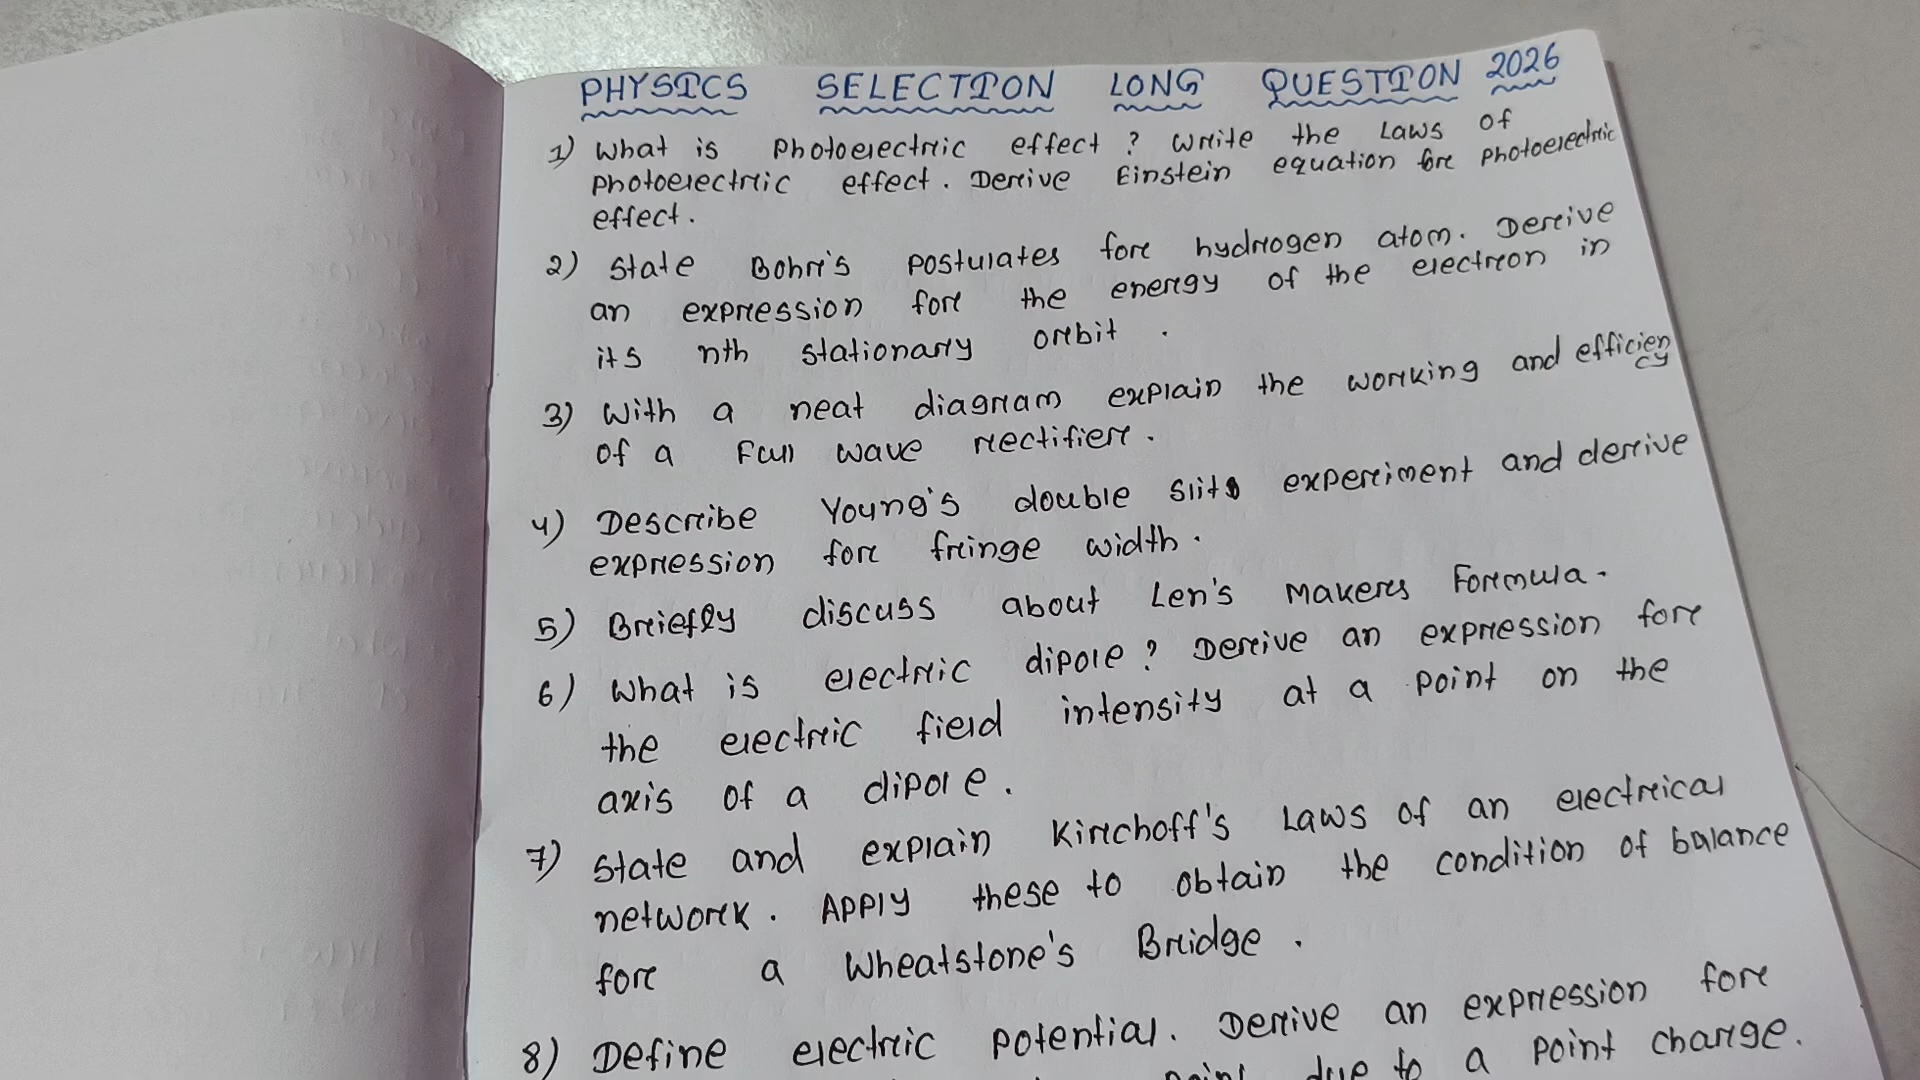 PHYSICS SELECTION LONG QUESTION 2026
1) What is Photoelectric effect ? Write the Laws of
Photoelectric effect. Derive Einstein equation for Photoelectric
effect.
2) State Bohr's Postulates for hydrogen atom. Derive
an expression for the energy of the electron in
its nth stationary orbit .
3) With a neat diagram explain the working and efficiency
of a Full wave rectifier.
4) Describe Young's double slits experiment and derive
expression for fringe width.
5) Briefly discuss about Len's Makers Formula.
6) What is electric dipole ? Derive an expression for
the electric field intensity at a point on the
axis of a dipole.
7) State and explain Kirchoff's Laws of an electrical
network. Apply these to obtain the condition of balance
for a Wheatstone's Bridge.
8) Define electric potential. Derive an expression for
point due to a point charge.